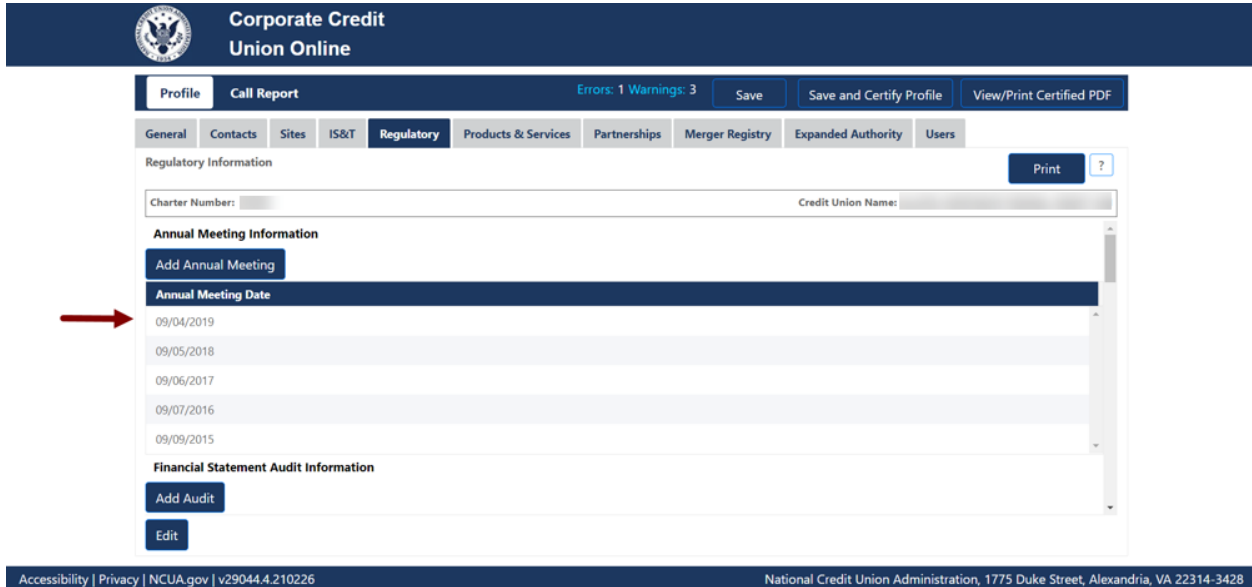 Corporate Credit
Union Online
Profile Call Report Errors: 1 Warnings: 3 Save Save and Certify Profile View/Print Certified PDF
General Contacts Sites IS&T Regulatory Products & Services Partnerships Merger Registry Expanded Authority Users
Regulatory Information Print ?
Charter Number: Credit Union Name:
Annual Meeting Information
Add Annual Meeting
Annual Meeting Date
09/04/2019
09/05/2018
09/06/2017
09/07/2016
09/09/2015
Financial Statement Audit Information
Add Audit
Edit
Accessibility | Privacy | NCUA.gov | v29044.4.210226 National Credit Union Administration, 1775 Duke Street, Alexandria, VA 22314-3428